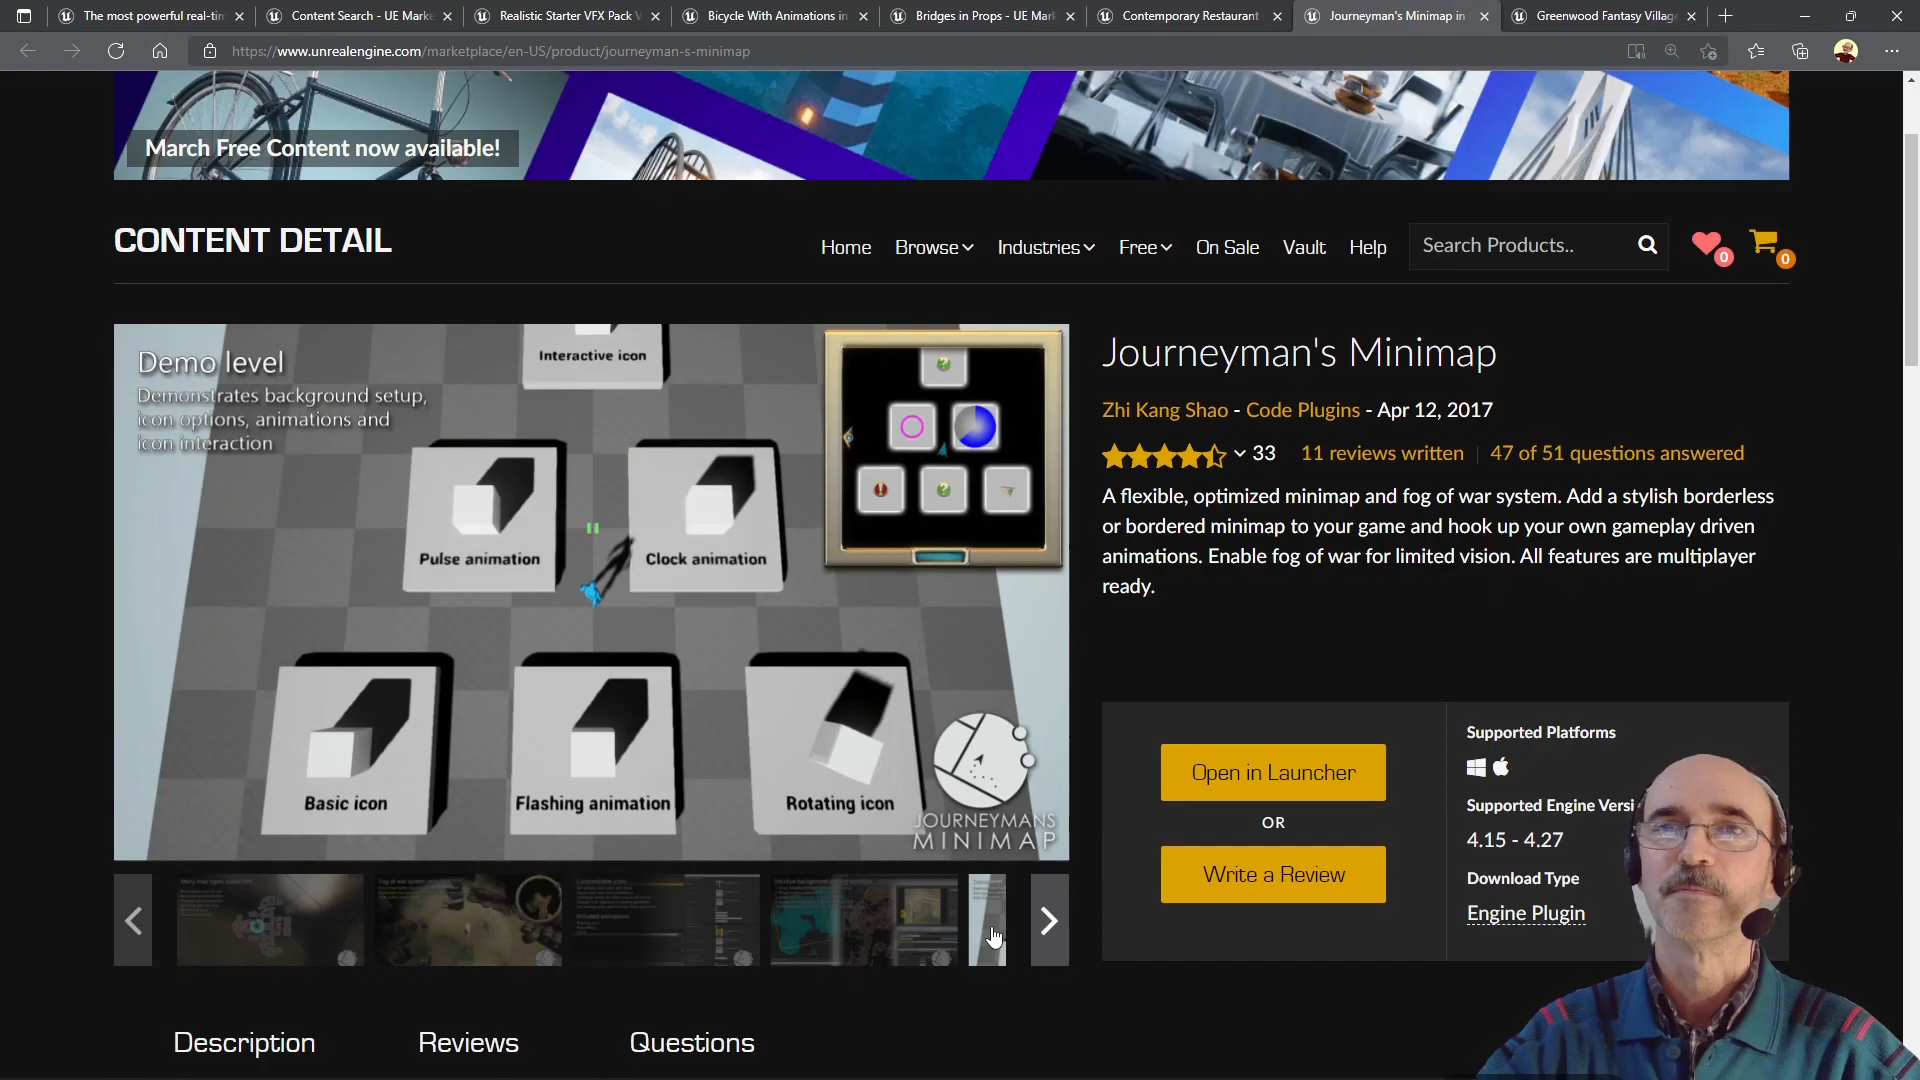 The most powerful real-tim
Content Search - UE Marke
Realistic Starter VFX Pack V
Bicycle With Animations in
Bridges in Props - UE Mark
Contemporary Restaurant
Journeyman's Minimap in
Greenwood Fantasy Village
https://www.unrealengine.com/marketplace/en-US/product/journeyman-s-minimap
March Free Content now available!
CONTENT DETAIL
Home
Browse
Industries
Free
On Sale
Vault
Help
Search Products..
0
0
Demo level
Demonstrates background setup,
icon options, animations and
icon interaction
Interactive icon
Pulse animation
Clock animation
Basic icon
Flashing animation
Rotating icon
JOURNEYMANS
MINIMAP
Journeyman's Minimap
Zhi Kang Shao - Code Plugins - Apr 12, 2017
33
11 reviews written
47 of 51 questions answered
A flexible, optimized minimap and fog of war system. Add a stylish borderless
or bordered minimap to your game and hook up your own gameplay driven
animations. Enable fog of war for limited vision. All features are multiplayer
ready.
Open in Launcher
OR
Write a Review
Supported Platforms
Supported Engine Versi
4.15 - 4.27
Download Type
Engine Plugin
Many map types supported
Description
Reviews
Questions